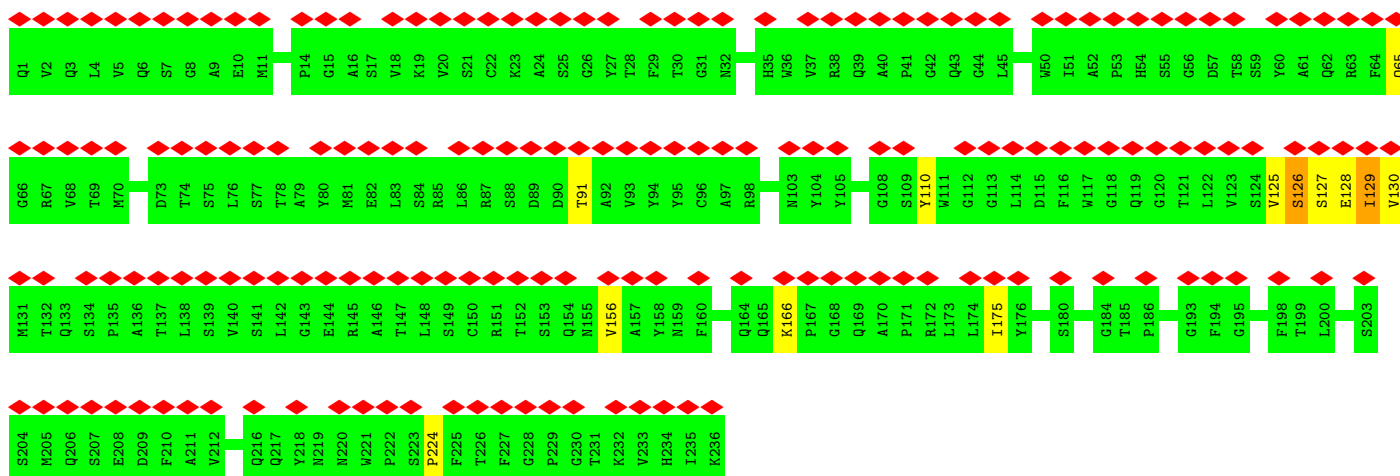 Q1 V2 Q3 L4 V5 Q6 S7 G8 A9 E10 M11 P14 G15 A16 S17 V18 K19 V20 S21 C22 K23 A24 S25 G26 Y27 T28 F29 T30 G31 N32 H35 W36 V37 R38 Q39 A40 P41 G42 Q43 G44 L45 W50 I51 A52 P53 H54 S55 G56 D57 T58 S59 Y60 A61 Q62 R63 F64 Q65
G66 R67 V68 T69 M70 D73 T74 S75 L76 S77 T78 A79 Y80 M81 E82 L83 S84 R85 L86 R87 S88 D89 D90 T91 A92 V93 Y94 Y95 C96 A97 R98 N103 Y104 Y105 G108 S109 Y110 W111 G112 G113 L114 D115 F116 W117 G118 Q119 G120 T121 L122 V123 S124 V125 S126 S127 E128 I129 V130
M131 T132 Q133 S134 P135 A136 T137 L138 S139 V140 S141 L142 G143 E144 R145 A146 T147 L148 S149 C150 R151 T152 S153 Q154 N155 V156 A157 Y158 N159 F160 Q164 Q165 K166 P167 G168 Q169 A170 P171 R172 L173 L174 I175 Y176 S180 G184 T185 P186 G193 F194 G195 F198 T199 L200 S203
S204 M205 Q206 S207 E208 D209 F210 A211 V212 Q216 Q217 Y218 N219 N220 W221 P222 S223 P224 F225 T226 F227 G228 P229 G230 T231 K232 V233 H234 I235 K236